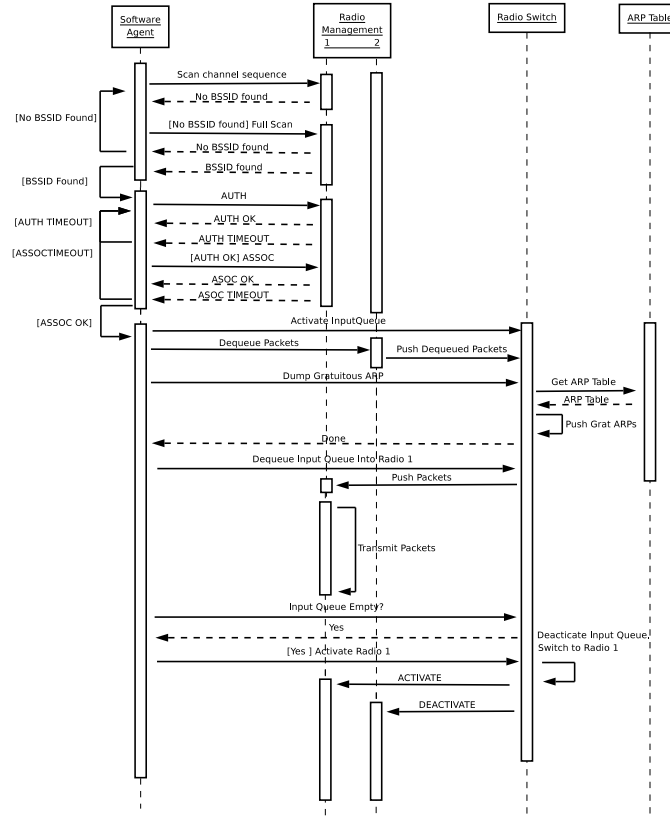 Software
Agent
Radio
Management
1 2
Radio Switch
ARP Table
Scan channel sequence
No BSSID found
[No BSSID Found]
[No BSSID found] Full Scan
No BSSID found
BSSID found
[BSSID Found]
AUTH
[AUTH TIMEOUT]
AUTH OK
AUTH TIMEOUT
[ASSOCTIMEOUT]
[AUTH OK] ASSOC
ASOC OK
ASOC TIMEOUT
[ASSOC OK]
Activate InputQueue
Dequeue Packets
Push Dequeued Packets
Dump Gratuitous ARP
Get ARP Table
ARP Table
Push Grat ARPs
Done
Dequeue Input Queue Into Radio 1
Push Packets
Transmit Packets
Input Queue Empty?
Yes
Deacticate Input Queue,
Switch to Radio 1
[Yes ] Activate Radio 1
ACTIVATE
DEACTIVATE